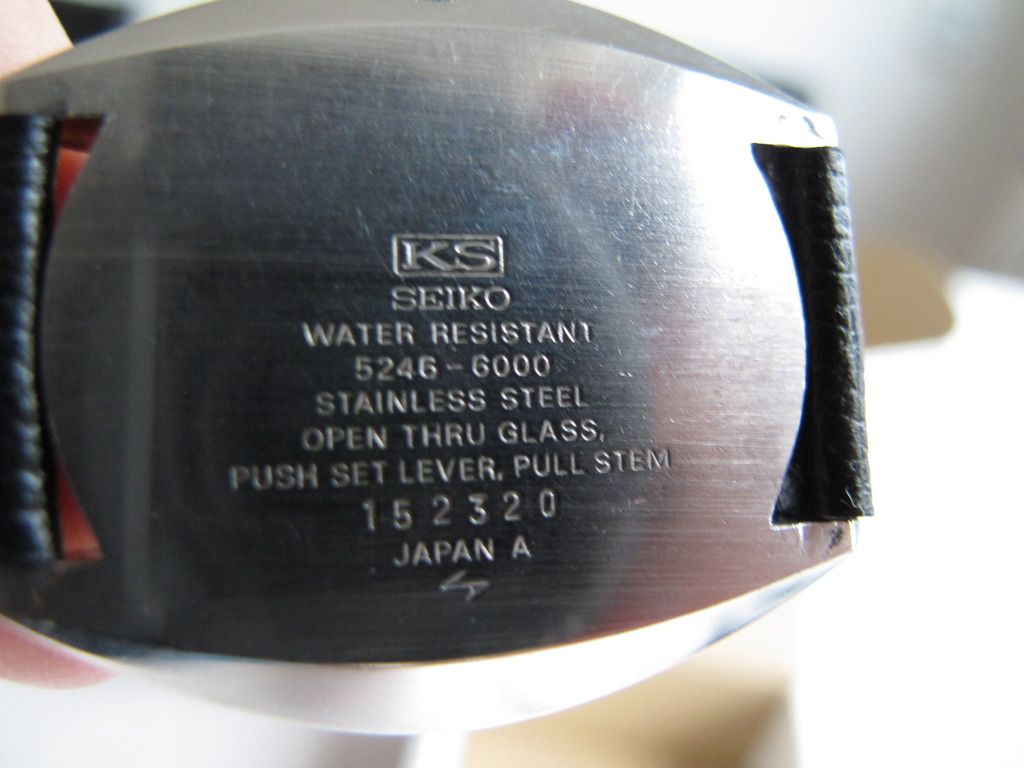 KS
SEIKO
WATER RESISTANT
5246-6000
STAINLESS STEEL
OPEN THRU GLASS.
PUSH SET LEVER. PULL STEM
152320
JAPAN A